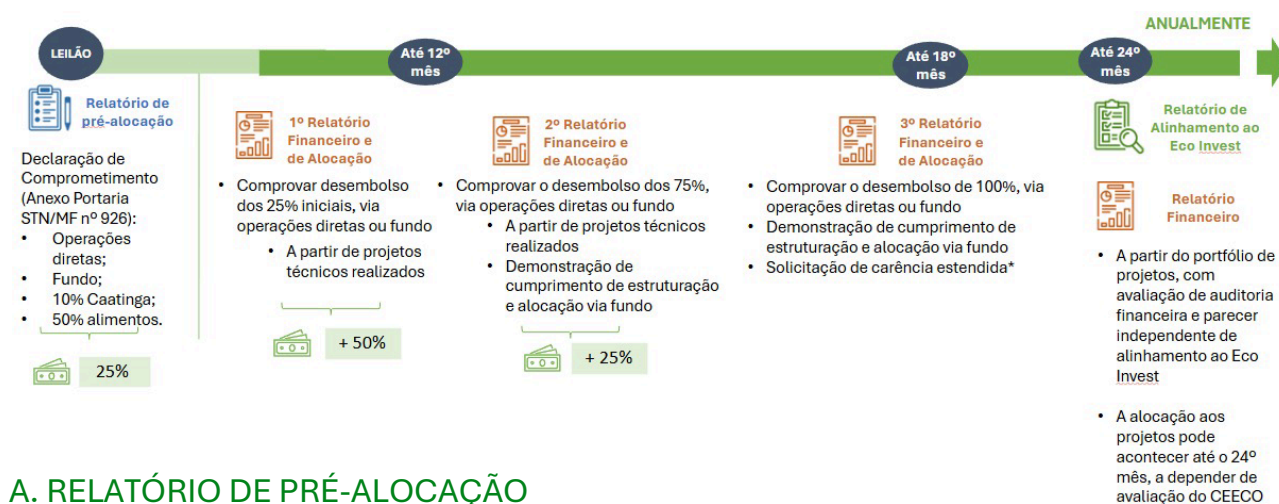 ANUALMENTE
LEILÃO
Até 12º
mês
Até 18º
mês
Até 24º
mês
Relatório de
pré-alocação
Declaração de
Comprometimento
(Anexo Portaria
STN/MF nº 926):
• Operações
diretas;
• Fundo;
• 10% Caatinga;
• 50% alimentos.
25%
1º Relatório
Financeiro e
de Alocação
• Comprovar desembolso
dos 25% iniciais, via
operações diretas ou fundo
• A partir de projetos
técnicos realizados
+ 50%
2º Relatório
Financeiro e
de Alocação
• Comprovar o desembolso dos 75%,
via operações diretas ou fundo
• A partir de projetos técnicos
realizados
• Demonstração de
cumprimento de estruturação
e alocação via fundo
+ 25%
3º Relatório
Financeiro e
de Alocação
• Comprovar o desembolso de 100%, via
operações diretas ou fundo
• Demonstração de cumprimento de
estruturação e alocação via fundo
• Solicitação de carência estendida*
Relatório de
Alinhamento ao
Eco Invest
Relatório
Financeiro
• A partir do portfólio de
projetos, com
avaliação de auditoria
financeira e parecer
independente de
alinhamento ao Eco
Invest
• A alocação aos
projetos pode
acontecer até o 24º
mês, a depender de
avaliação do CEECO
A. RELATÓRIO DE PRÉ-ALOCAÇÃO